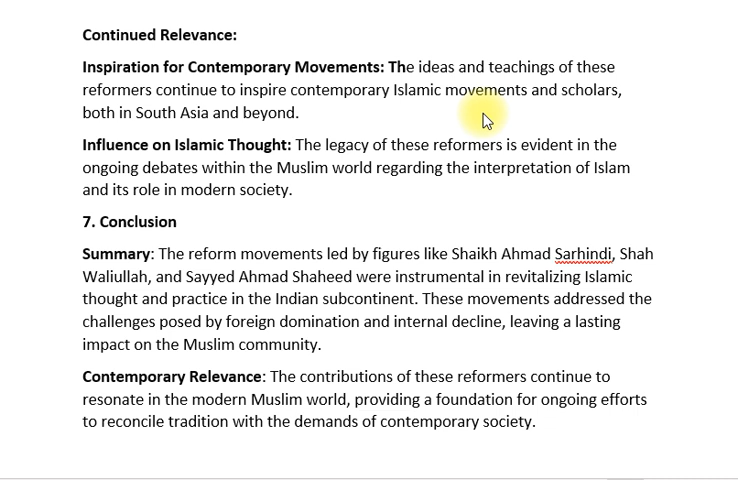 Continued Relevance:
Inspiration for Contemporary Movements: The ideas and teachings of these
reformers continue to inspire contemporary Islamic movements and scholars,
both in South Asia and beyond.
Influence on Islamic Thought: The legacy of these reformers is evident in the
ongoing debates within the Muslim world regarding the interpretation of Islam
and its role in modern society.
7. Conclusion
Summary: The reform movements led by figures like Shaikh Ahmad Sarhindi, Shah
Waliullah, and Sayyed Ahmad Shaheed were instrumental in revitalizing Islamic
thought and practice in the Indian subcontinent. These movements addressed the
challenges posed by foreign domination and internal decline, leaving a lasting
impact on the Muslim community.
Contemporary Relevance: The contributions of these reformers continue to
resonate in the modern Muslim world, providing a foundation for ongoing efforts
to reconcile tradition with the demands of contemporary society.